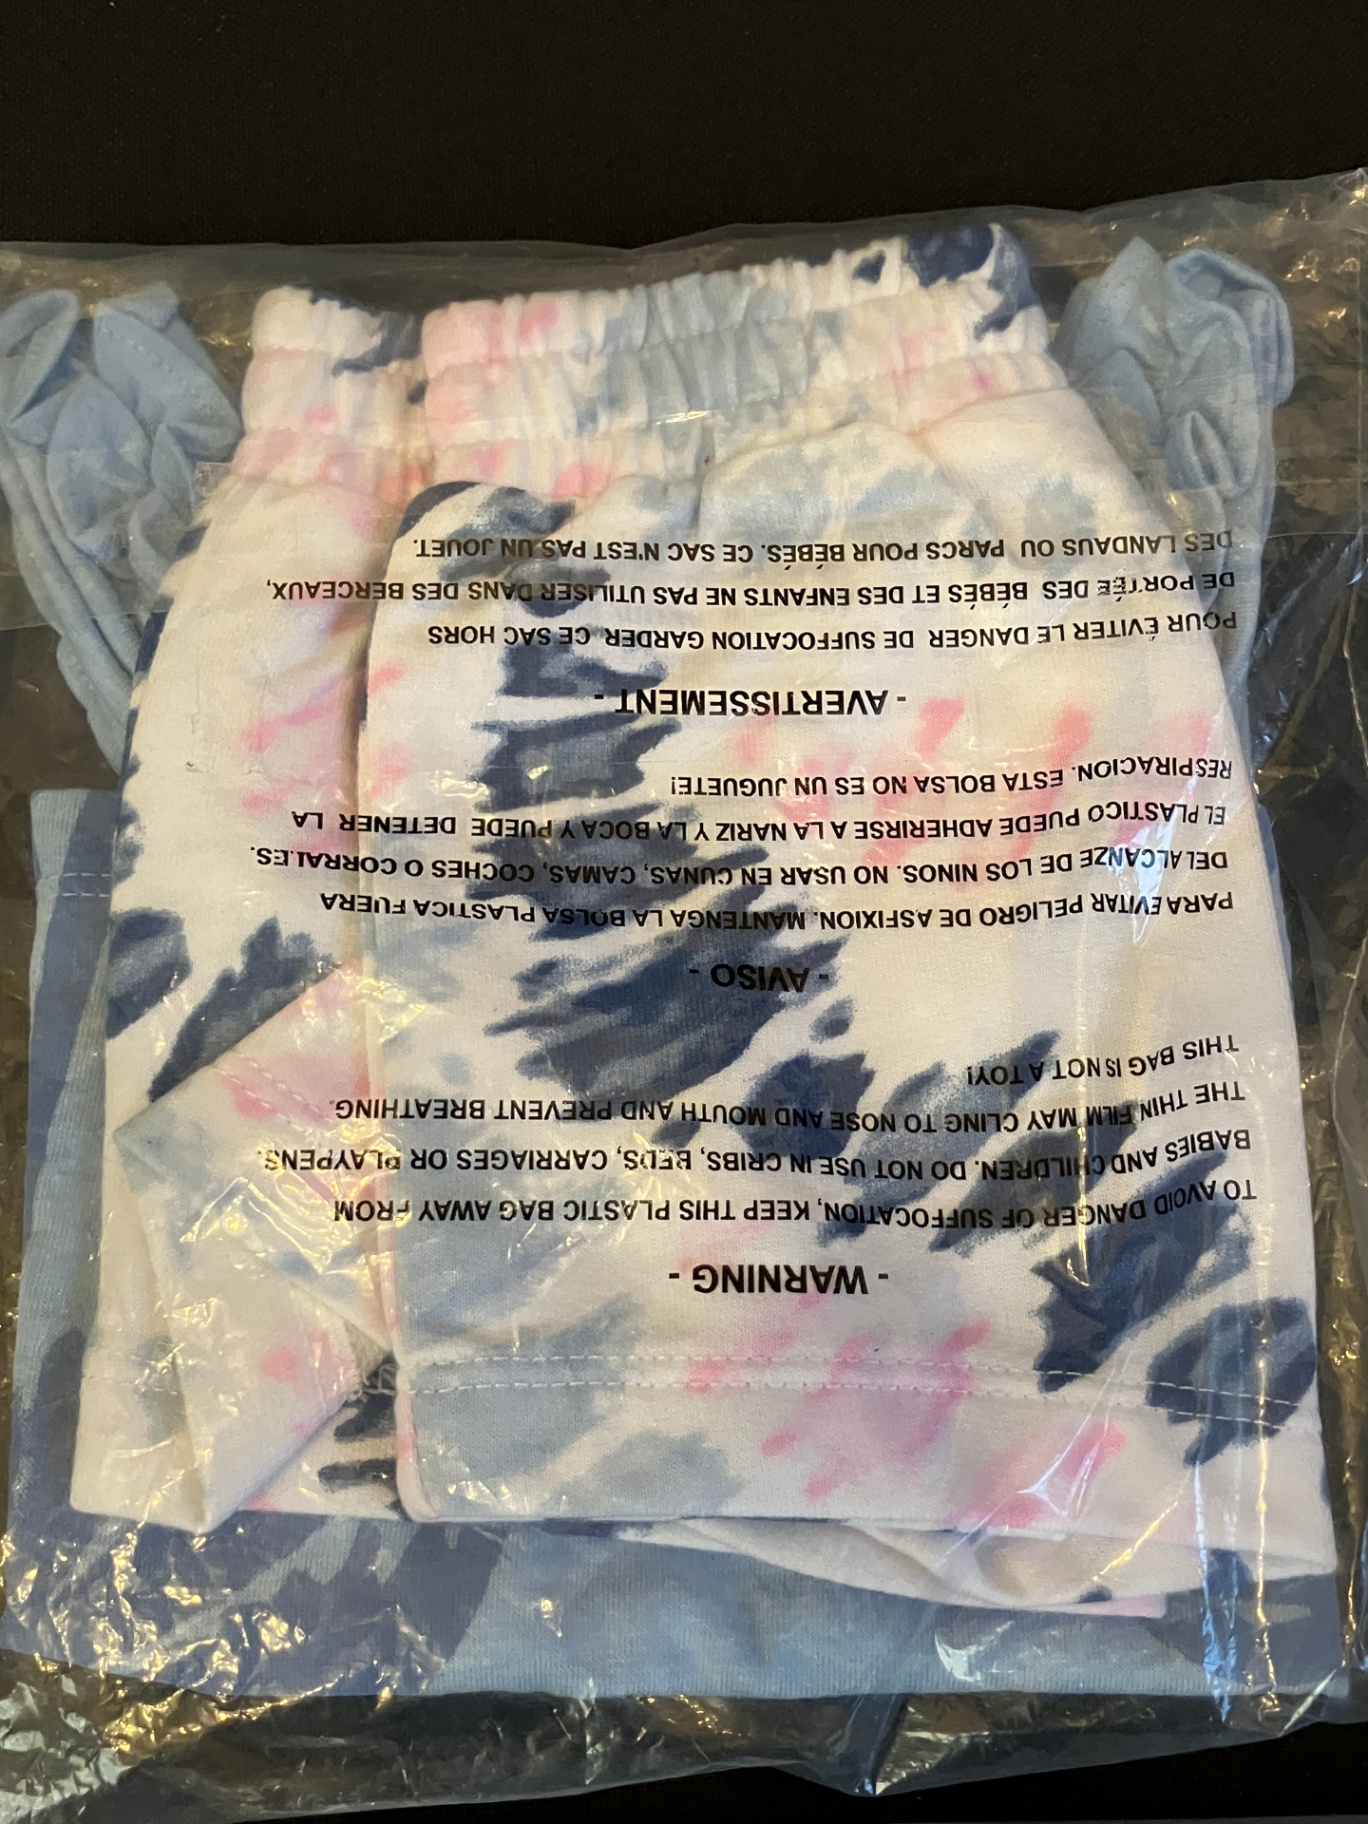 - WARNING -
TO AVOID DANGER OF SUFFOCATION, KEEP THIS PLASTIC BAG AWAY FROM
BABIES AND CHILDREN. DO NOT USE IN CRIBS, BEDS, CARRIAGES OR PLAYPENS.
THE THIN FILM MAY CLING TO NOSE AND MOUTH AND PREVENT BREATHING.
THIS BAG IS NOT A TOY!
- AVISO -
PARA EVITAR PELIGRO DE ASFIXION. MANTENGA LA BOLSA PLASTICA FUERA
DELALCANZE DE LOS NINOS. NO USAR EN CUNAS, CAMAS, COCHES O CORRALES.
EL PLASTICO PUEDE ADHERIRSE A LA NARIZ Y LA BOCA Y PUEDE DETENER LA
RESPIRACION. ESTA BOLSA NO ES UN JUGUETE!
- AVERTISSEMENT -
POUR ÉVITER LE DANGER DE SUFFOCATION GARDER CE SAC HORS
DE PORTÉE DES BÉBÉS ET DES ENFANTS NE PAS UTILISER DANS DES BERCEAUX,
DES LANDAUS OU PARCS POUR BÉBÉS. CE SAC N'EST PAS UN JOUET.